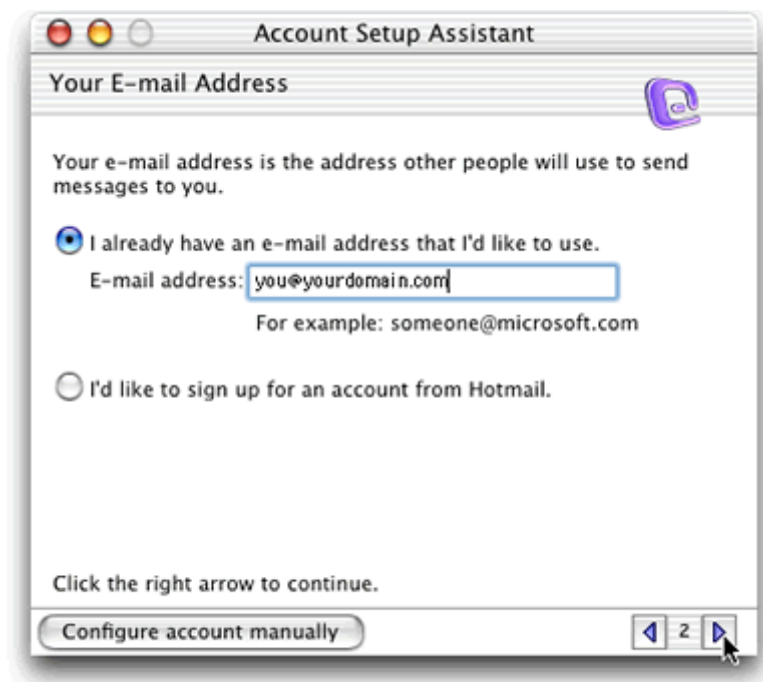 Account Setup Assistant
Your E-mail Address
Your e-mail address is the address other people will use to send
messages to you.
I already have an e-mail address that I'd like to use.
E-mail address: you@yourdomain.com
For example: someone@microsoft.com
I'd like to sign up for an account from Hotmail.
Click the right arrow to continue.
Configure account manually 2